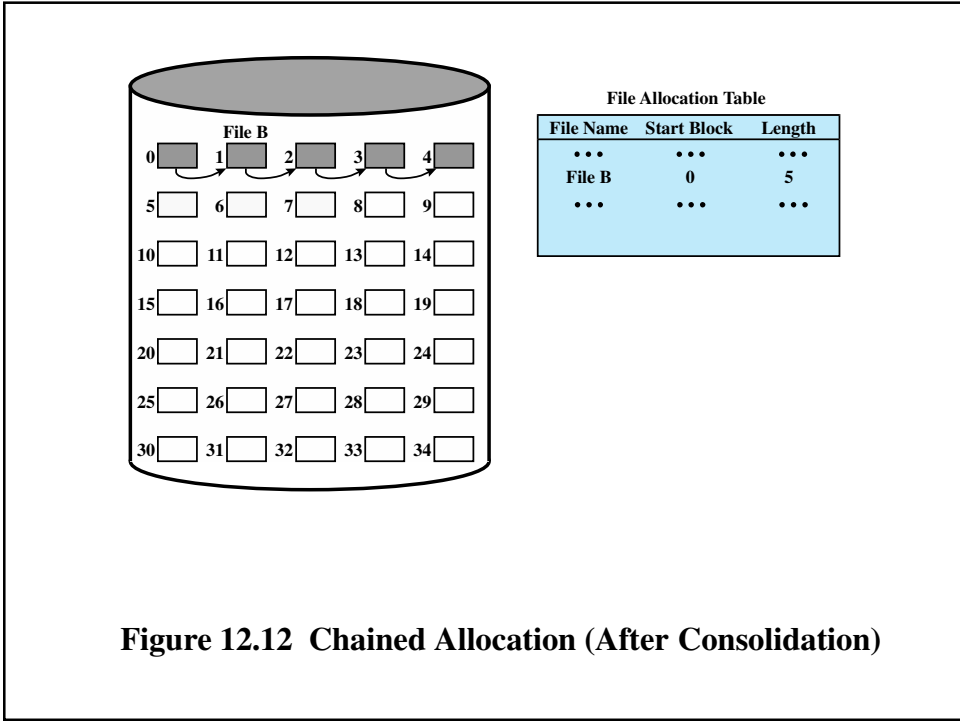 File B
0 1 2 3 4
5 6 7 8 9
10 11 12 13 14
15 16 17 18 19
20 21 22 23 24
25 26 27 28 29
30 31 32 33 34
File Allocation Table
File Name Start Block Length
• • • • • • • • •
File B 0 5
• • • • • • • • •
Figure 12.12 Chained Allocation (After Consolidation)